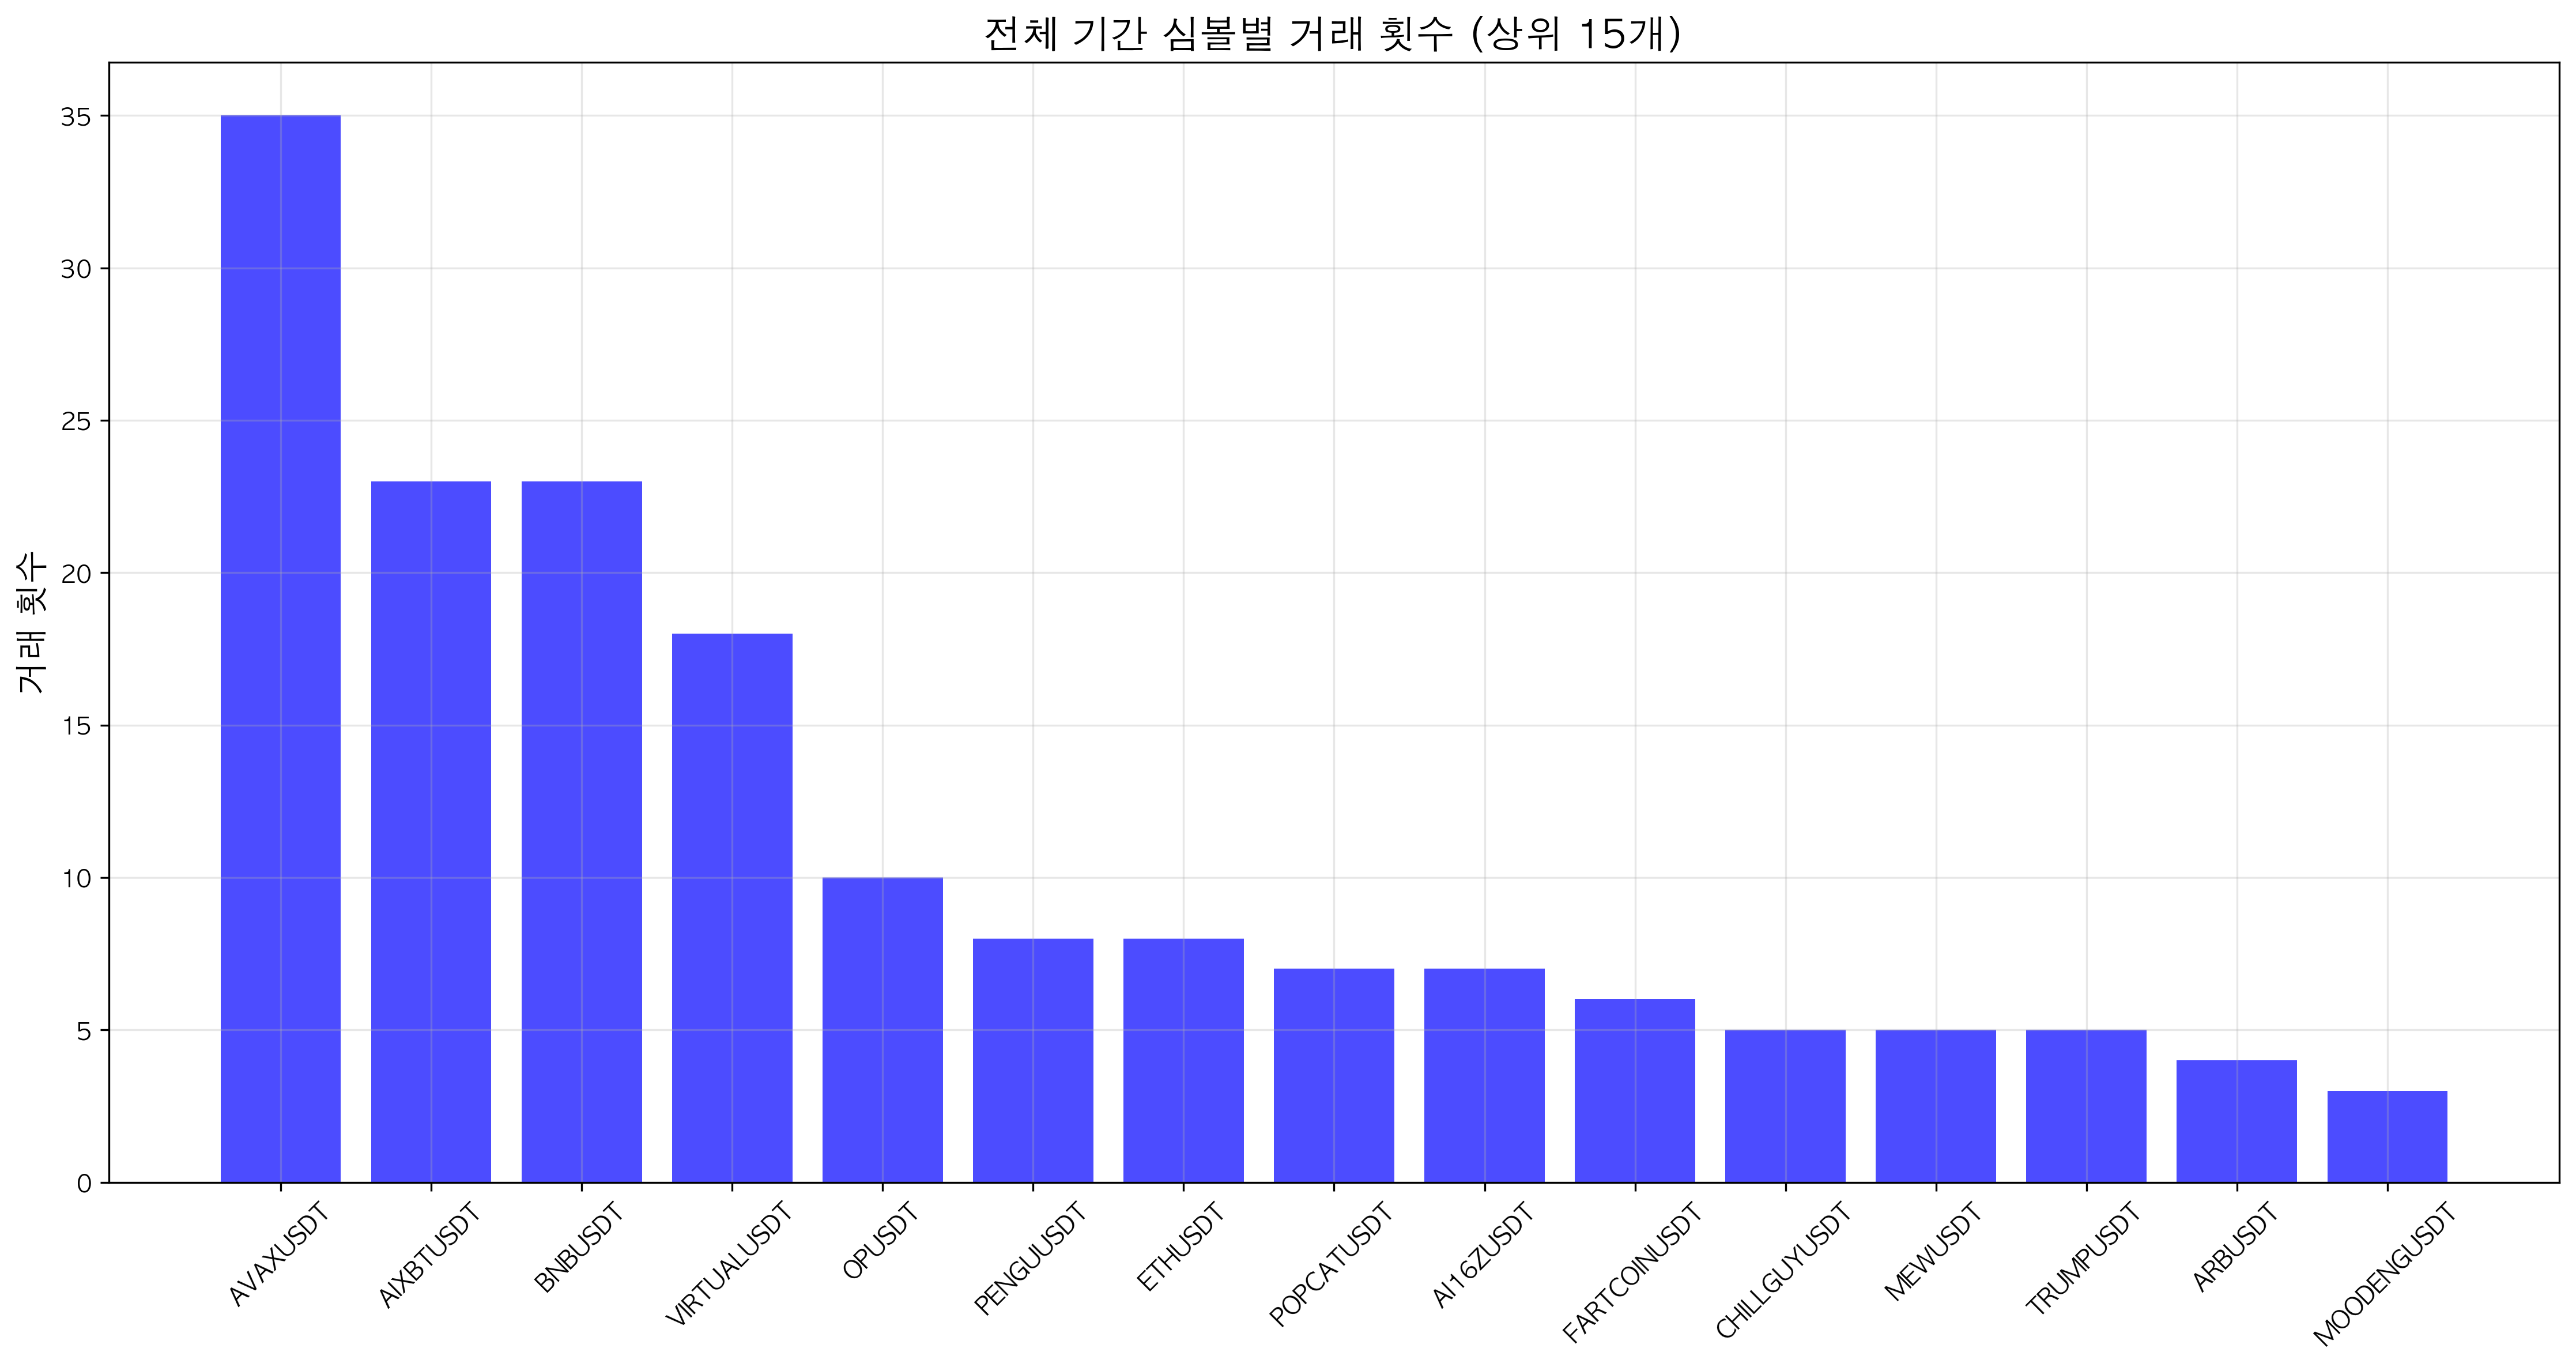 전체 기간 심볼별 거래 횟수 (상위 15개)
거래 횟수
35
30
25
20
15
10
5
0
AVAXUSDT
AIXBTUSDT
BNBUSDT
VIRTUALUSDT
OPUSDT
PENGUUSDT
ETHUSDT
POPCATUSDT
AI16ZUSDT
FARTCOINUSDT
CHILLGUYUSDT
MEWUSDT
TRUMPUSDT
ARBUSDT
MOODENGUSDT